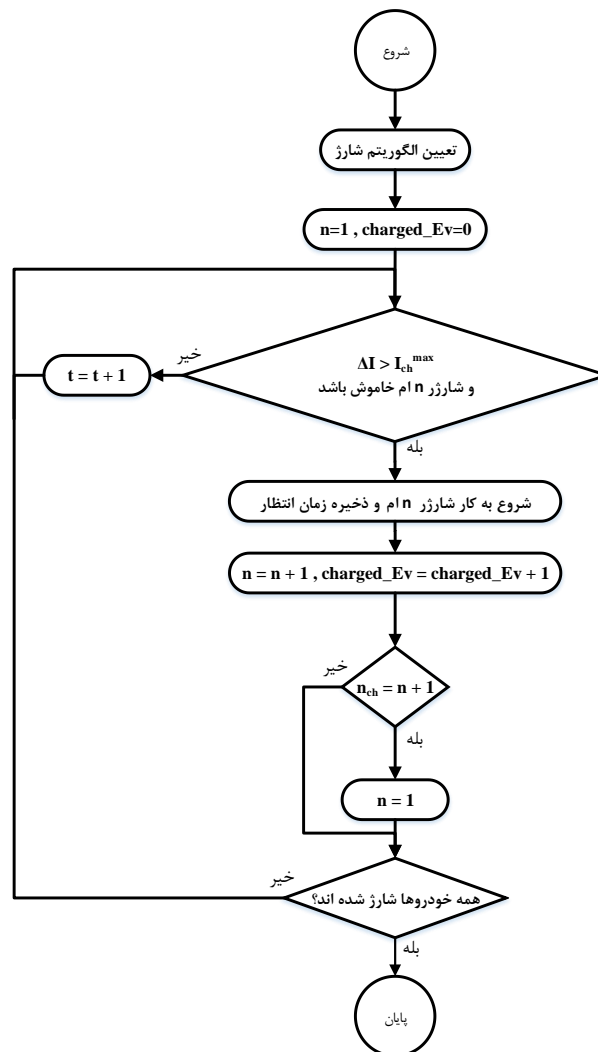 شروع
تعیین الگوریتم شارژ
n=1 , charged_Ev=0
خیر
t = t + 1
ΔI > I_ch^max
و شارژر n ام خاموش باشد
بله
شروع به کار شارژر n ام و ذخیره زمان انتظار
n = n + 1 , charged_Ev = charged_Ev + 1
خیر
n_ch = n + 1
بله
n = 1
خیر
همه خودروها شارژ شده اند؟
بله
پایان